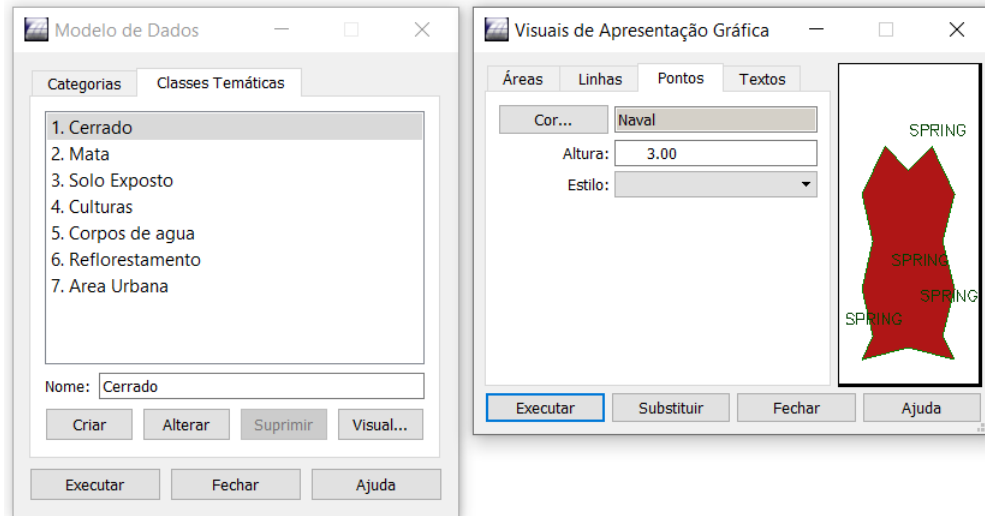 Modelo de Dados
Categorias Classes Temáticas
1. Cerrado
2. Mata
3. Solo Exposto
4. Culturas
5. Corpos de agua
6. Reflorestamento
7. Area Urbana
Nome: Cerrado
Criar Alterar Suprimir Visual...
Executar Fechar Ajuda
Visuais de Apresentação Gráfica
Áreas Linhas Pontos Textos
Cor... Naval
Altura: 3.00
Estilo:
SPRING
SPRING
SPRING
SPRING
Executar Substituir Fechar Ajuda